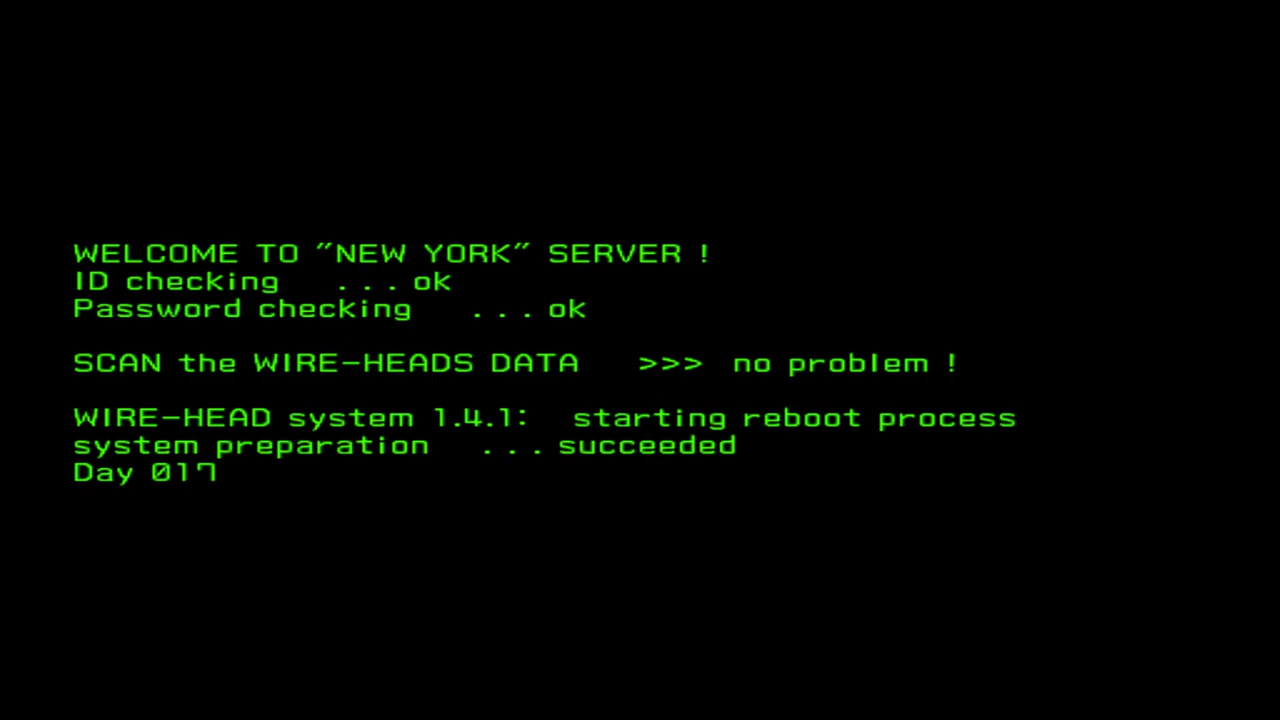 WELCOME TO "NEW YORK" SERVER !
ID checking ...ok
Password checking ...ok
SCAN the WIRE-HEADS DATA >>> no problem !
WIRE-HEAD system 1.4.1: starting reboot process
system preparation ...succeeded
Day 017